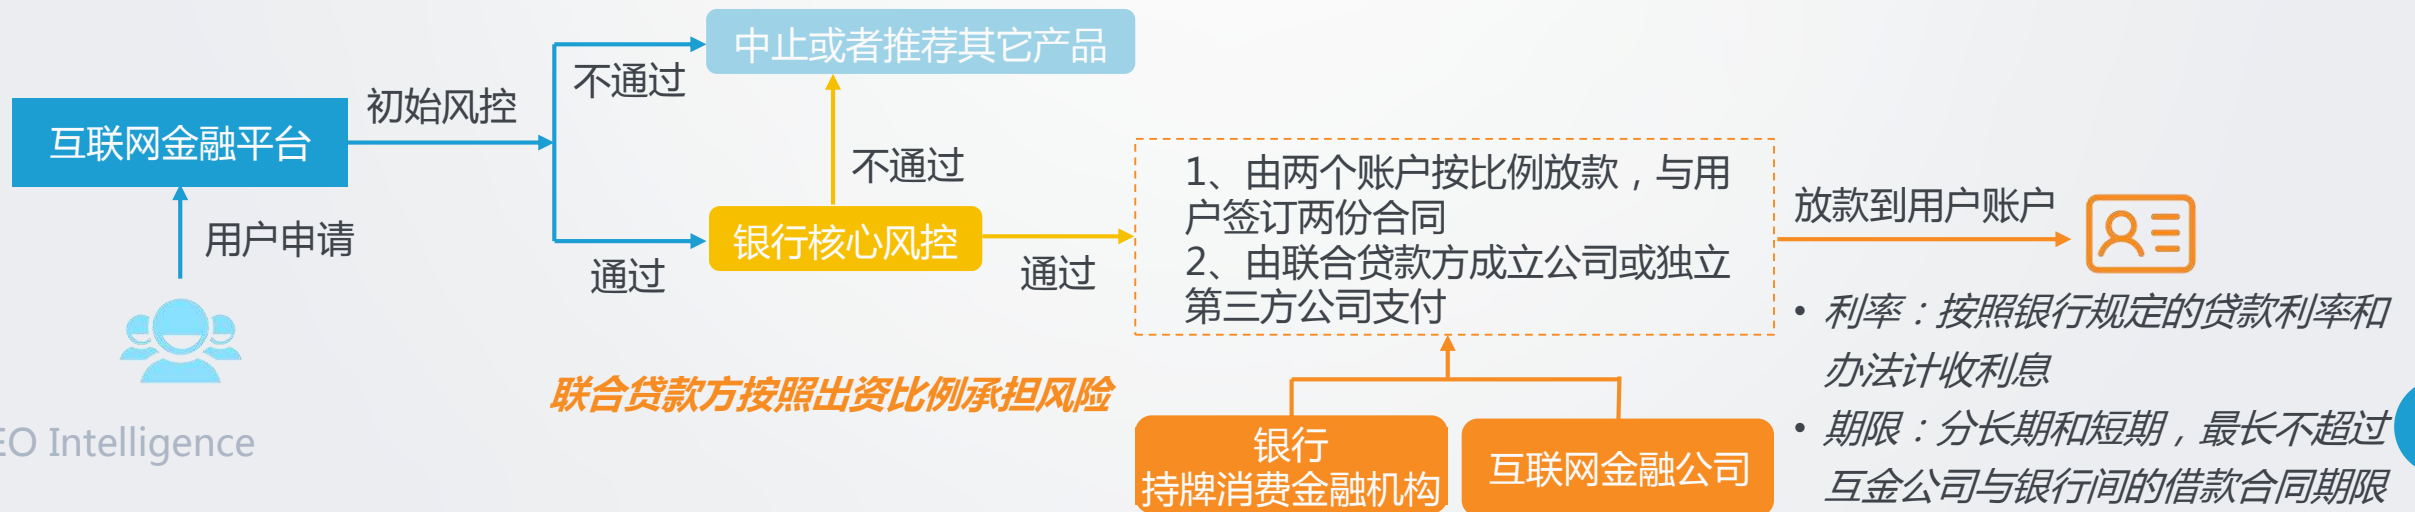 中止或者推荐其它产品
不通过
初始风控
互联网金融平台
不通过
1、由两个账户按比例放款，与用
户签订两份合同
2、由联合贷款方成立公司或独立
第三方公司支付
放款到用户账户
用户申请
银行核心风控
通过
通过
• 利率：按照银行规定的贷款利率和
办法计收利息
• 期限：分长期和短期，最长不超过
互金公司与银行间的借款合同期限
联合贷款方按照出资比例承担风险
EO Intelligence
银行
持牌消费金融机构
互联网金融公司